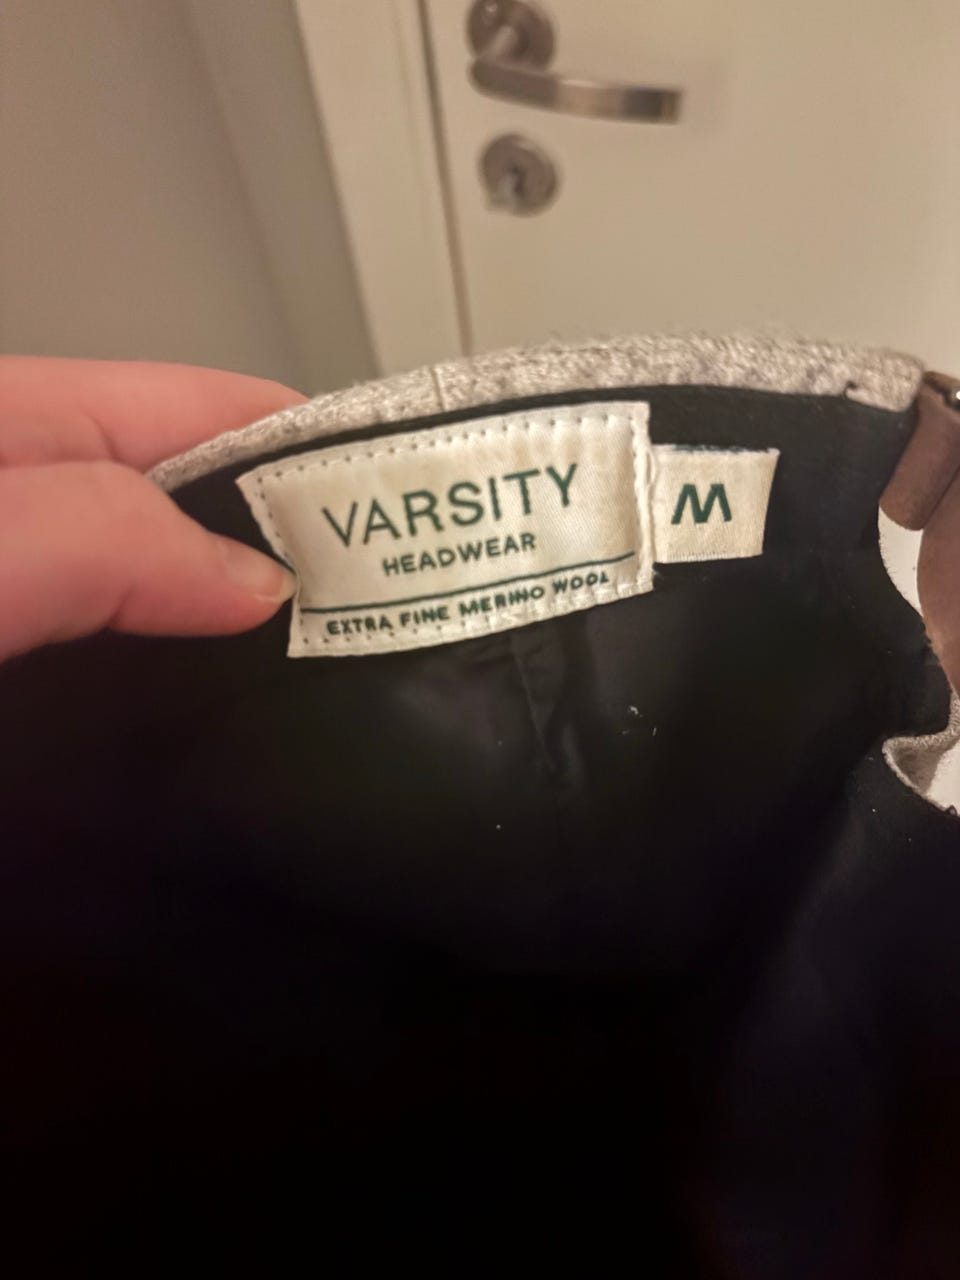 VARSITY
HEADWEAR
EXTRA FINE MERINO WOOL
M